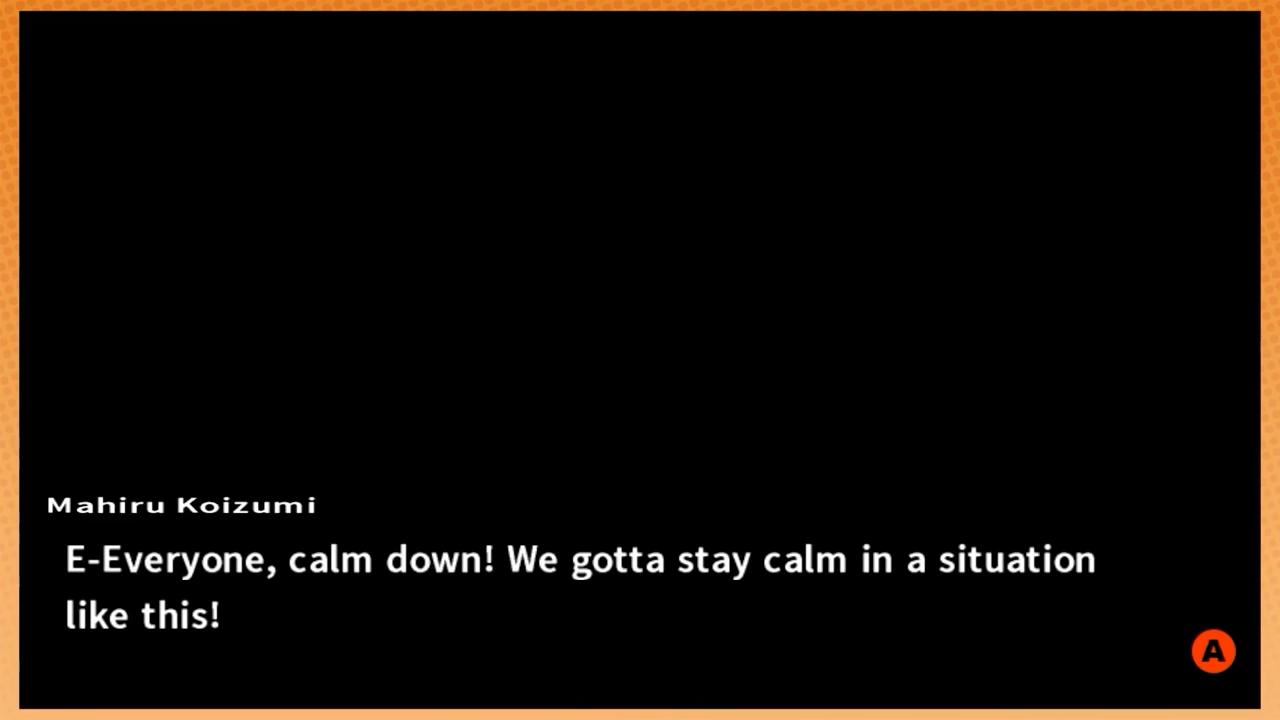 Mahiru Koizumi
E-Everyone, calm down! We gotta stay calm in a situation
like this!
A